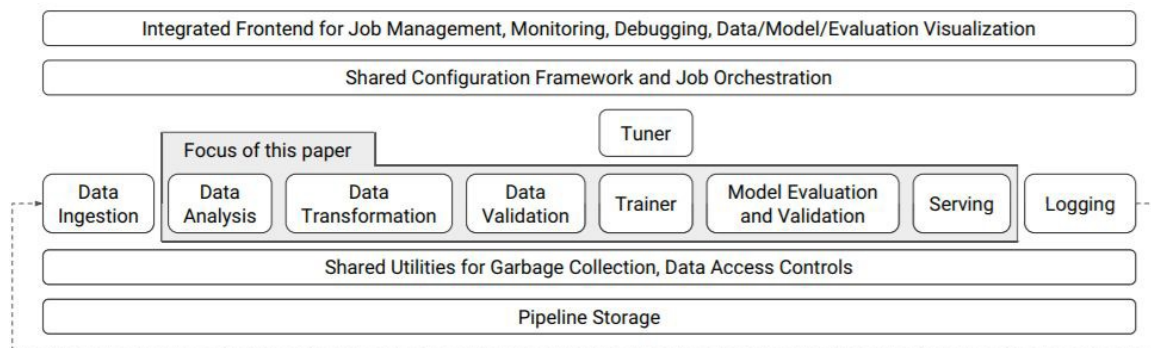 Integrated Frontend for Job Management, Monitoring, Debugging, Data/Model/Evaluation Visualization
Shared Configuration Framework and Job Orchestration
Tuner
Focus of this paper
Data
Ingestion
Data
Analysis
Data
Transformation
Data
Validation
Trainer
Model Evaluation
and Validation
Serving
Logging
Shared Utilities for Garbage Collection, Data Access Controls
Pipeline Storage